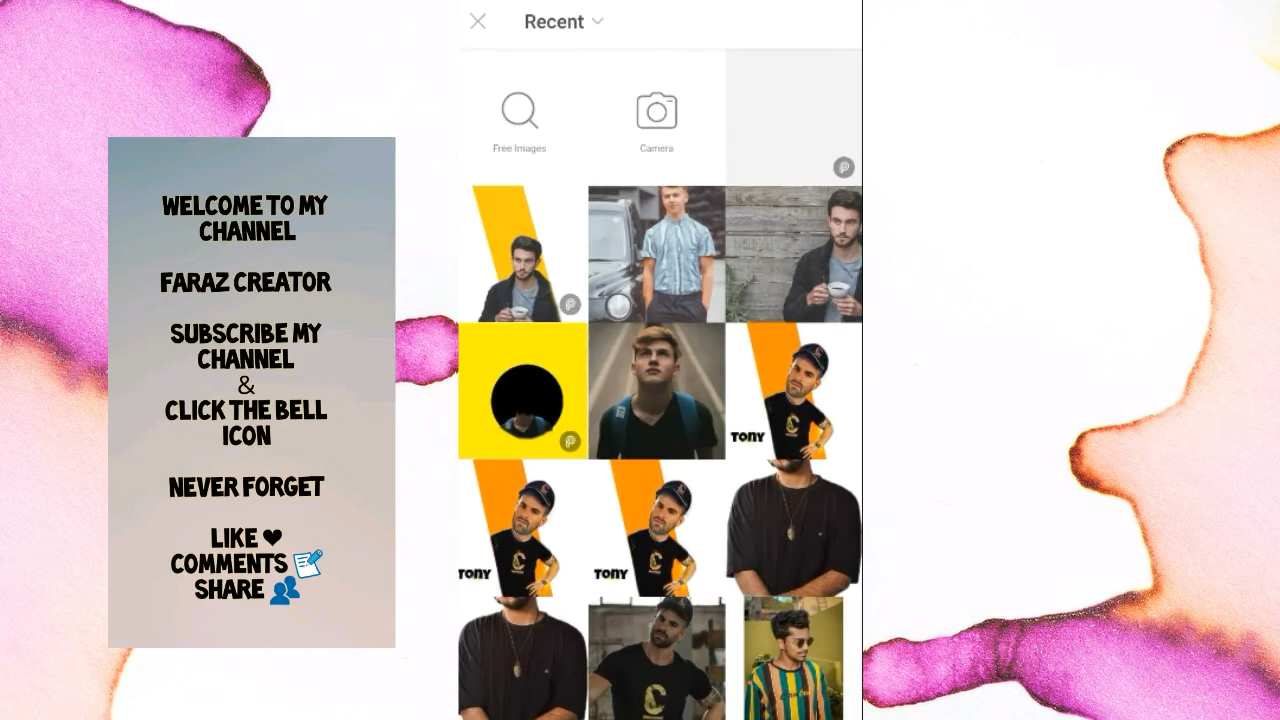 WELCOME TO MY
CHANNEL
FARAZ CREATOR
SUBSCRIBE MY
CHANNEL
&
CLICK THE BELL
ICON
NEVER FORGET
LIKE ❤
COMMENTS 📝
SHARE 👥
Recent
Free Images
Camera
TONY
TONY
TONY